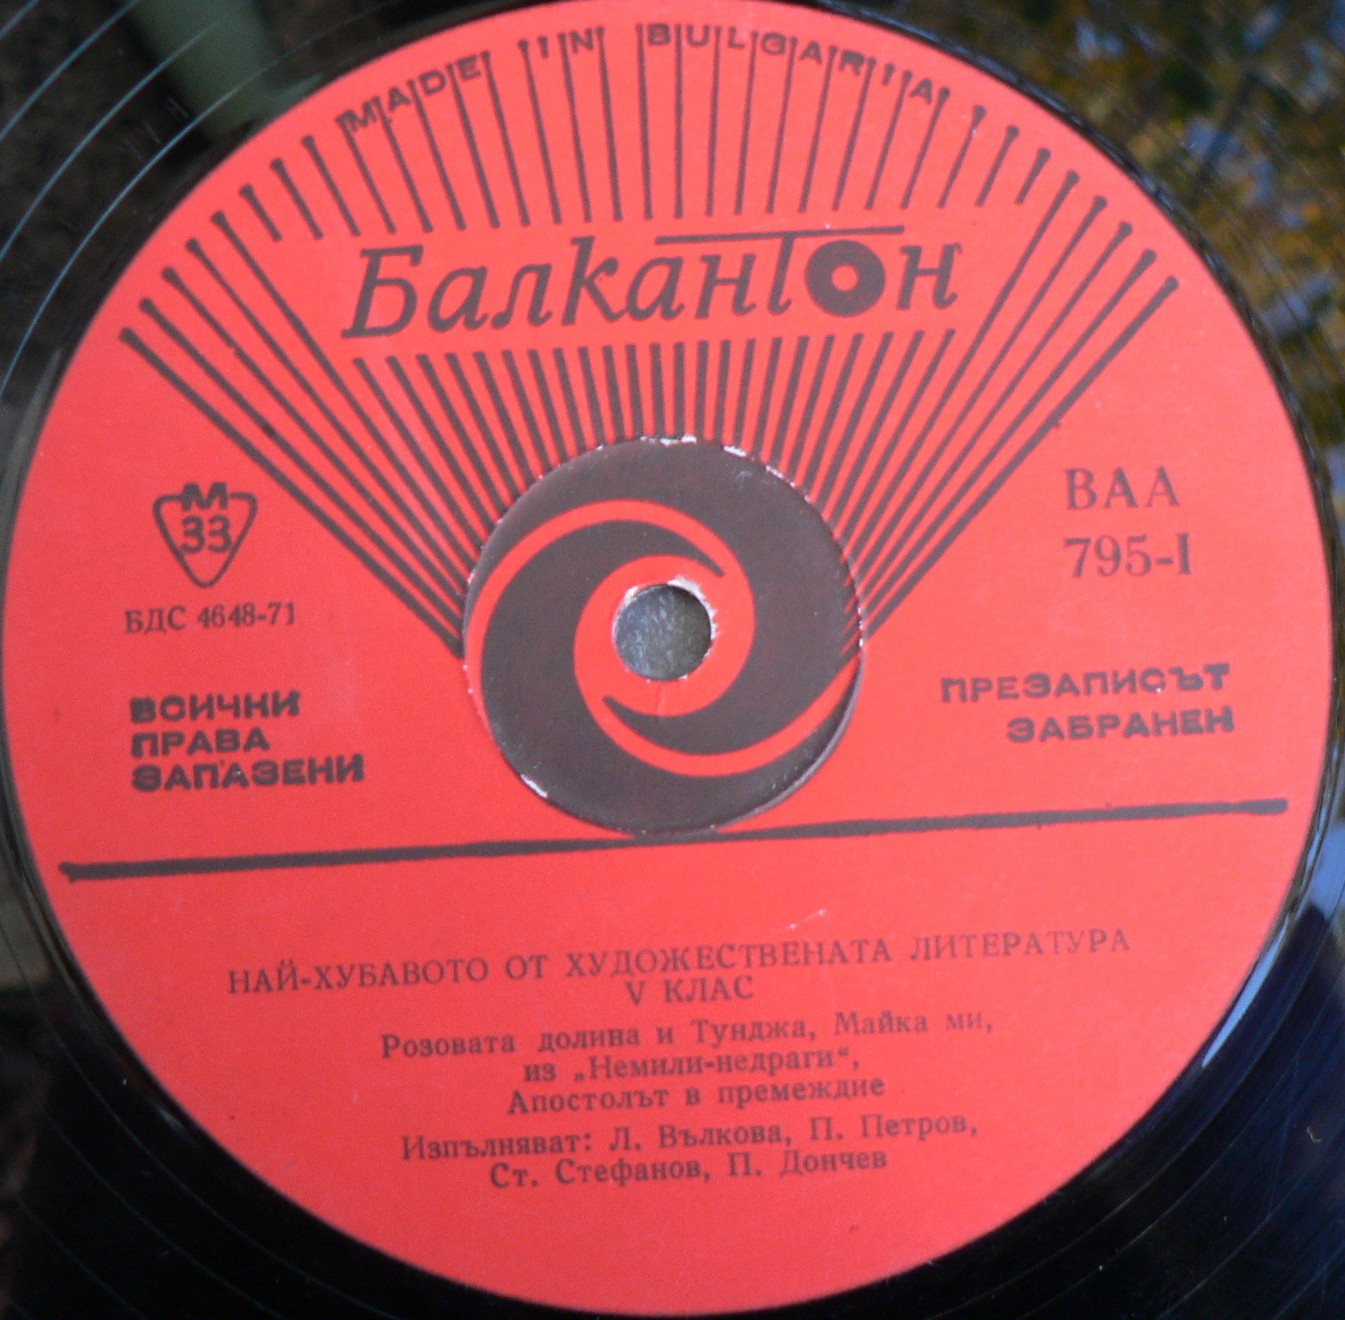 MADE IN BULGARIA
Балкантон
М
33
БДС 4648-71
ВСИЧКИ
ПРАВА
ЗАПАЗЕНИ
ВАА
795-I
ПРЕЗАПИСЪТ
ЗАБРАНЕН
НАЙ-ХУБАВОТО ОТ ХУДОЖЕСТВЕНАТА ЛИТЕРАТУРА
V КЛАС
Розовата долина и Тунджа, Майка ми,
из „Немили-недраги“,
Апостолът в премеждие
Изпълняват: Л. Вълкова, П. Петров,
Ст. Стефанов, П. Дончев